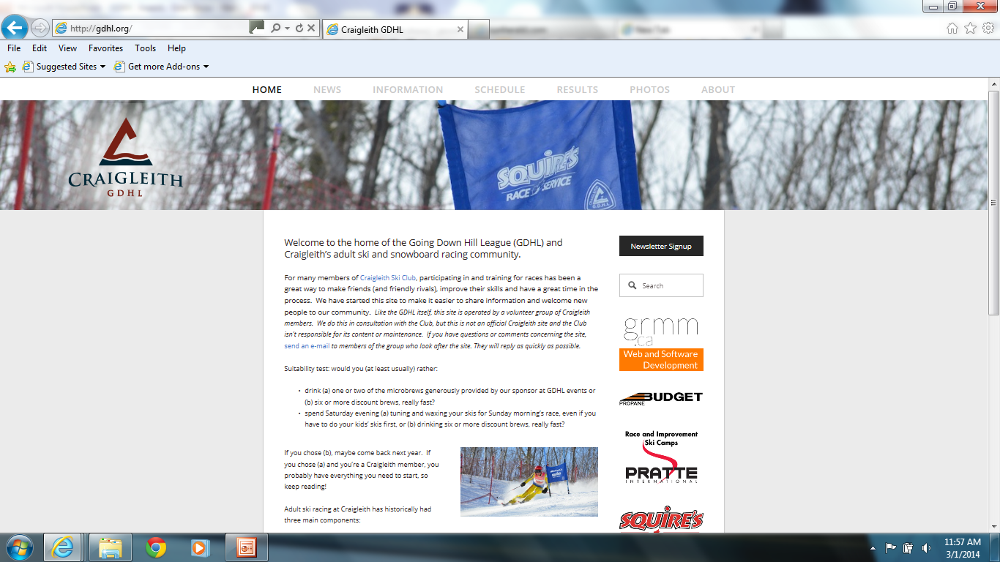 http://gdhl.org/
Craigleith GDHL
File Edit View Favorites Tools Help
Suggested Sites Get more Add-ons
HOME NEWS INFORMATION SCHEDULE RESULTS PHOTOS ABOUT
CRAIGLEITH
GDHL
SQUIRE'S
RACE SERVICE
G.D.H.L
Welcome to the home of the Going Down Hill League (GDHL) and
Craigleith's adult ski and snowboard racing community.
For many members of Craigleith Ski Club, participating in and training for races has been a
great way to make friends (and friendly rivals), improve their skills and have a great time in the
process. We have started this site to make it easier to share information and welcome new
people to our community. Like the GDHL itself, this site is operated by a volunteer group of Craigleith
members. We do this in consultation with the Club, but this is not an official Craigleith site and the Club
isn't responsible for its content or maintenance. If you have questions or comments concerning the site,
send an e-mail to members of the group who look after the site. They will reply as quickly as possible.
Suitability test: would you (at least usually) rather:
• drink (a) one or two of the microbrews generously provided by our sponsor at GDHL events or
(b) six or more discount brews, really fast?
• spend Saturday evening (a) tuning and waxing your skis for Sunday morning's race, even if you
have to do your kids' skis first, or (b) drinking six or more discount brews, really fast?
If you chose (b), maybe come back next year. If
you chose (a) and you're a Craigleith member, you
probably have everything you need to start, so
keep reading!
Adult ski racing at Craigleith has historically had
three main components:
Newsletter Signup
Search
grmm
.ca
Web and Software
Development
BUDGET
PROPANE
Race and Improvement
Ski Camps
PRATTE
INTERNATIONAL
SQUIRE'S
11:57 AM
3/1/2014